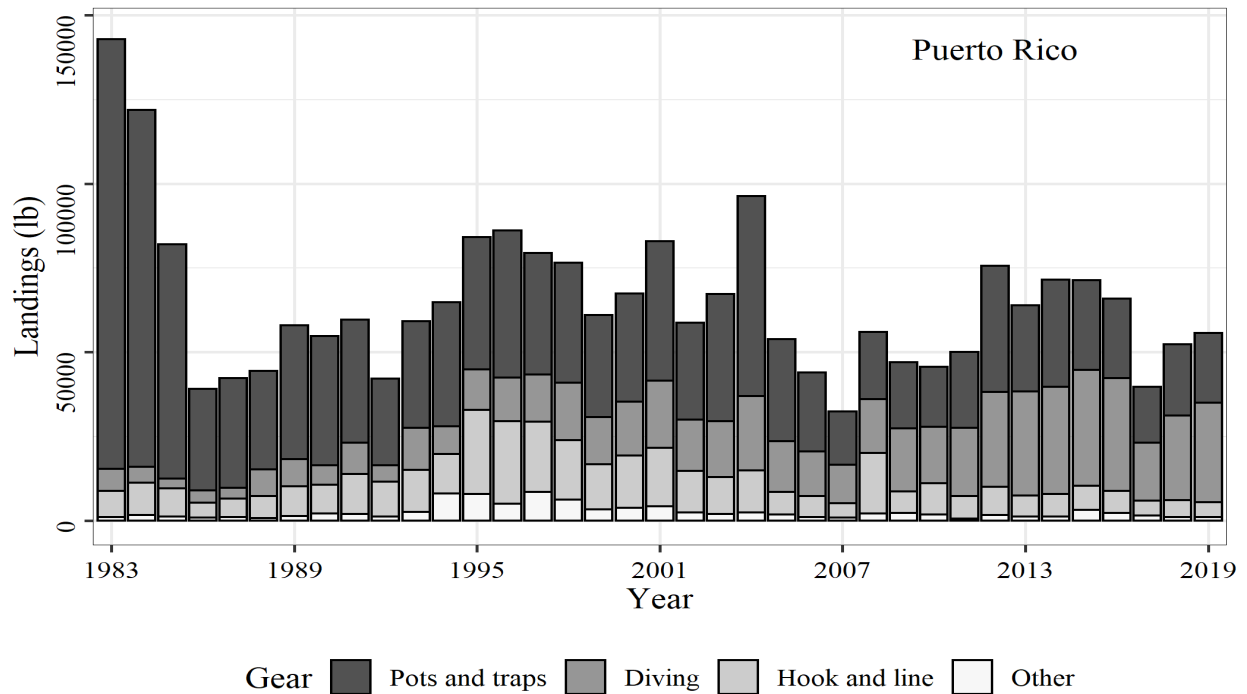 Puerto Rico
Landings (lb)
150000
100000
50000
0
1983 1989 1995 2001 2007 2013 2019
Year
Gear Pots and traps Diving Hook and line Other